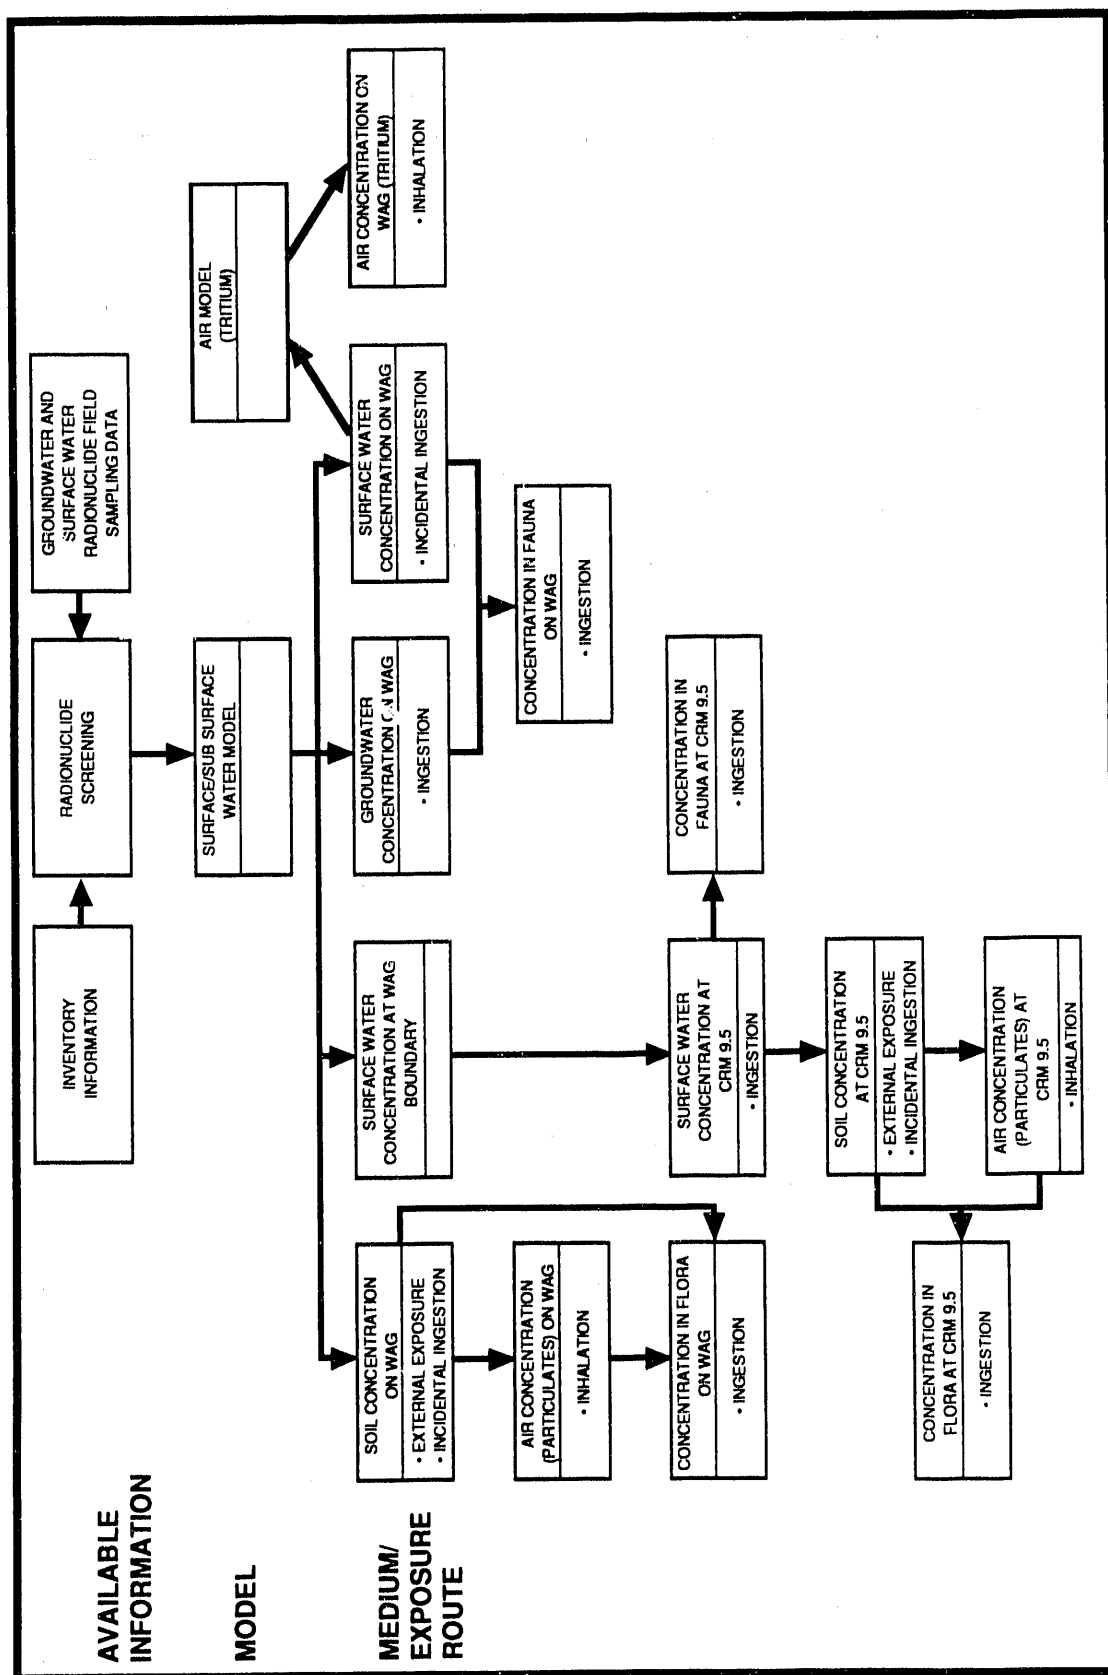 AVAILABLE
INFORMATION
INVENTORY
INFORMATION
RADIONUCLIDE
SCREENING
GROUNDWATER AND
SURFACE WATER
RADIONUCLIDE FIELD
SAMPLING DATA
MODEL
SURFACE/SUB SURFACE
WATER MODEL
AIR MODEL
(TRITIUM)
MEDIUM/
EXPOSURE
ROUTE
SOIL CONCENTRATION
ON WAG
• EXTERNAL EXPOSURE
• INCIDENTAL INGESTION
SURFACE WATER
CONCENTRATION AT WAG
BOUNDARY
GROUNDWATER
CONCENTRATION ON WAG
• INGESTION
SURFACE WATER
CONCENTRATION ON WAG
• INCIDENTAL INGESTION
AIR CONCENTRATION ON
WAG (TRITIUM)
• INHALATION
AIR CONCENTRATION
(PARTICULATES) ON WAG
• INHALATION
CONCENTRATION IN FAUNA
ON WAG
• INGESTION
CONCENTRATION IN FLORA
ON WAG
• INGESTION
SURFACE WATER
CONCENTRATION AT
CRM 9.5
• INGESTION
CONCENTRATION IN
FAUNA AT CRM 9.5
• INGESTION
SOIL CONCENTRATION
AT CRM 9.5
• EXTERNAL EXPOSURE
• INCIDENTAL INGESTION
CONCENTRATION IN
FLORA AT CRM 9.5
• INGESTION
AIR CONCENTRATION
(PARTICULATES) AT
CRM 9.5
• INHALATION